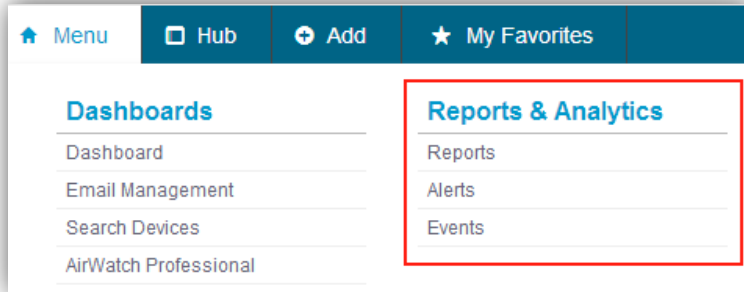 Menu Hub Add My Favorites
Dashboards
Dashboard
Email Management
Search Devices
AirWatch Professional
Reports & Analytics
Reports
Alerts
Events